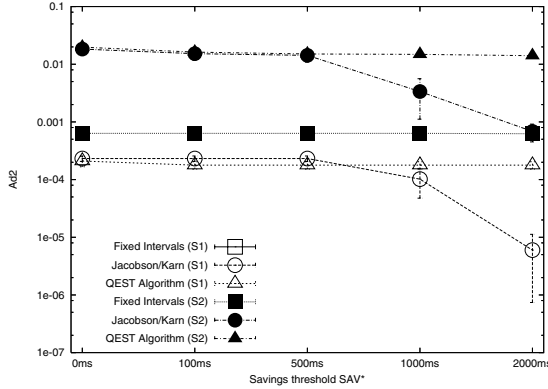 0.1
0.01
0.001
1e-04
1e-05
1e-06
1e-07
Ad2
Fixed Intervals (S1)
Jacobson/Karn (S1)
QEST Algorithm (S1)
Fixed Intervals (S2)
Jacobson/Karn (S2)
QEST Algorithm (S2)
0ms 100ms 500ms 1000ms 2000ms
Savings threshold SAV*